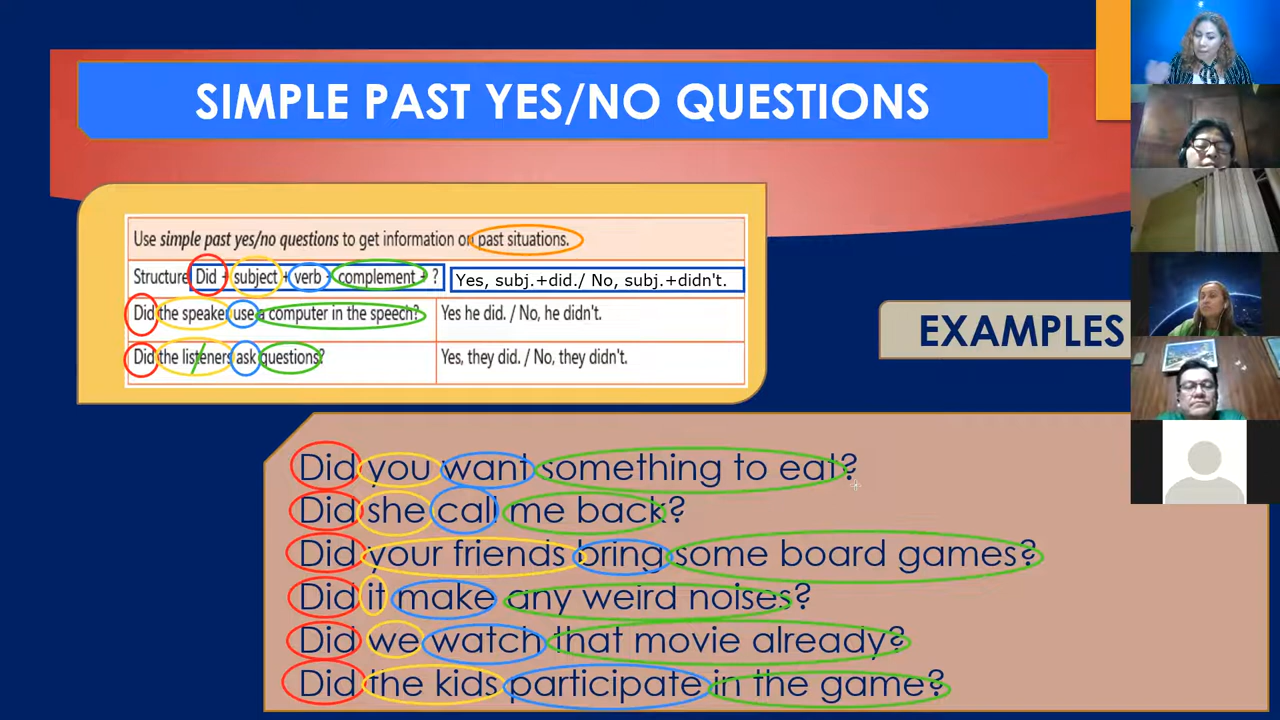 SIMPLE PAST YES/NO QUESTIONS
Use simple past yes/no questions to get information on past situations.
Structure Did + subject + verb + complement + ?
Yes, subj.+did./ No, subj.+didn't.
Did the speaker use a computer in the speech?
Yes he did. / No, he didn't.
Did the listeners ask questions?
Yes, they did. / No, they didn't.
EXAMPLES
Did you want something to eat?
Did she call me back?
Did your friends bring some board games?
Did it make any weird noises?
Did we watch that movie already?
Did the kids participate in the game?